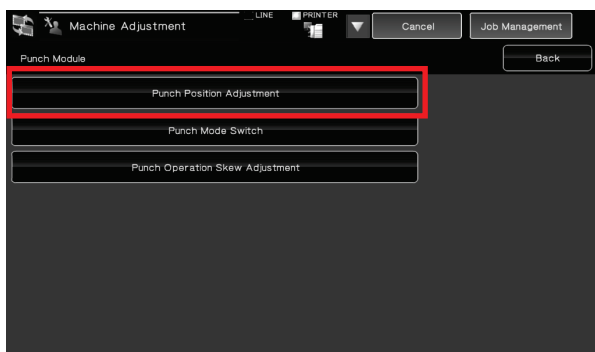 LINE
PRINTER
Machine Adjustment
Cancel
Job Management
Punch Module
Back
Punch Position Adjustment
Punch Mode Switch
Punch Operation Skew Adjustment